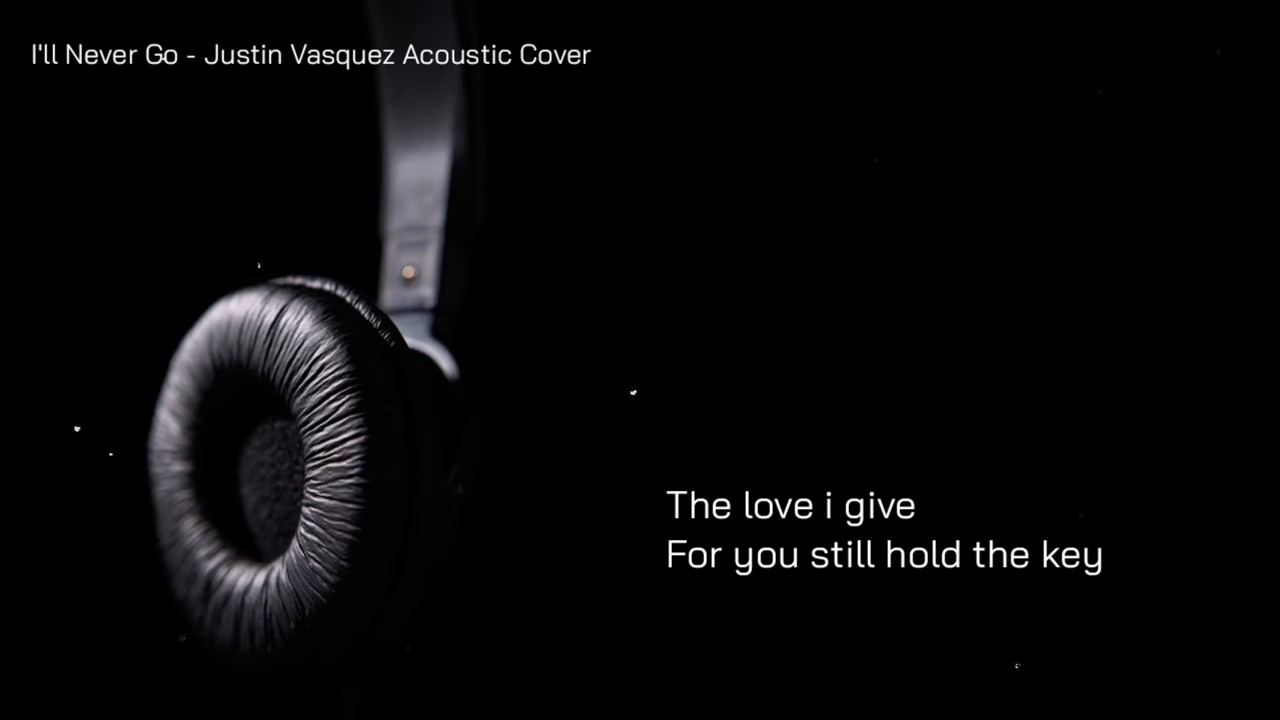 I'll Never Go - Justin Vasquez Acoustic Cover
The love i give
For you still hold the key